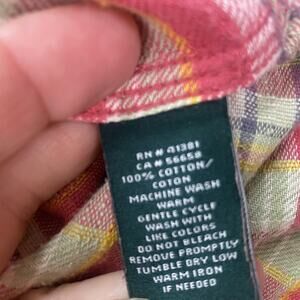 RN # 41381
CA # 56658
100% COTTON/
COTON
MACHINE WASH
WARM
GENTLE CYCLE
WASH WITH
LIKE COLORS
DO NOT BLEACH
REMOVE PROMPTLY
TUMBLE DRY LOW
WARM IRON
IF NEEDED